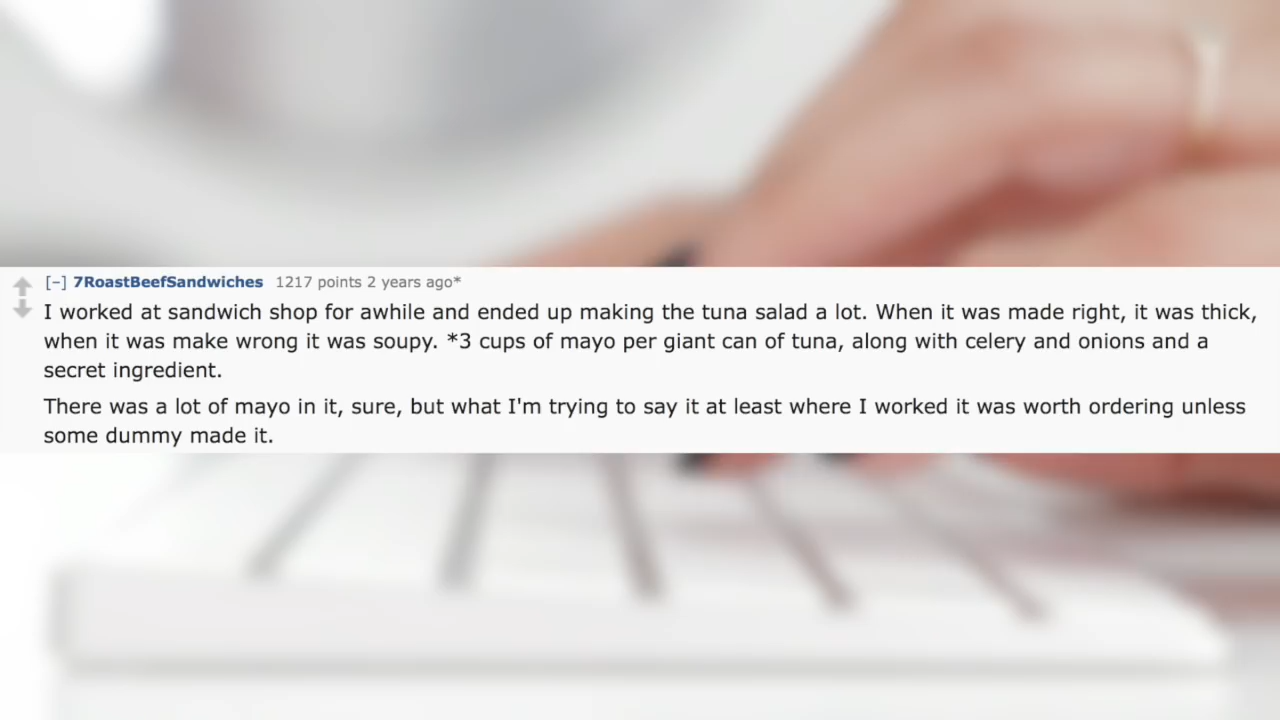 [–] 7RoastBeefSandwiches 1217 points 2 years ago*
I worked at sandwich shop for awhile and ended up making the tuna salad a lot. When it was made right, it was thick,
when it was make wrong it was soupy. *3 cups of mayo per giant can of tuna, along with celery and onions and a
secret ingredient.
There was a lot of mayo in it, sure, but what I'm trying to say it at least where I worked it was worth ordering unless
some dummy made it.